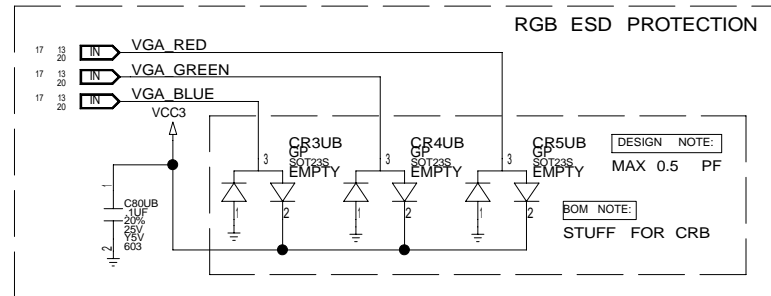 RGB ESD PROTECTION
17 13 20 IN VGA_RED
17 13 20 IN VGA_GREEN
17 13 20 IN VGA_BLUE
VCC3
CR3UB
GP
SOT23S
EMPTY
3
1
2
CR4UB
GP
SOT23S
EMPTY
3
1
2
CR5UB
GP
SOT23S
EMPTY
3
1
2
DESIGN NOTE:
MAX 0.5 PF
BOM NOTE:
STUFF FOR CRB
1
C80UB
.1UF
20%
25V
Y5V
603
2